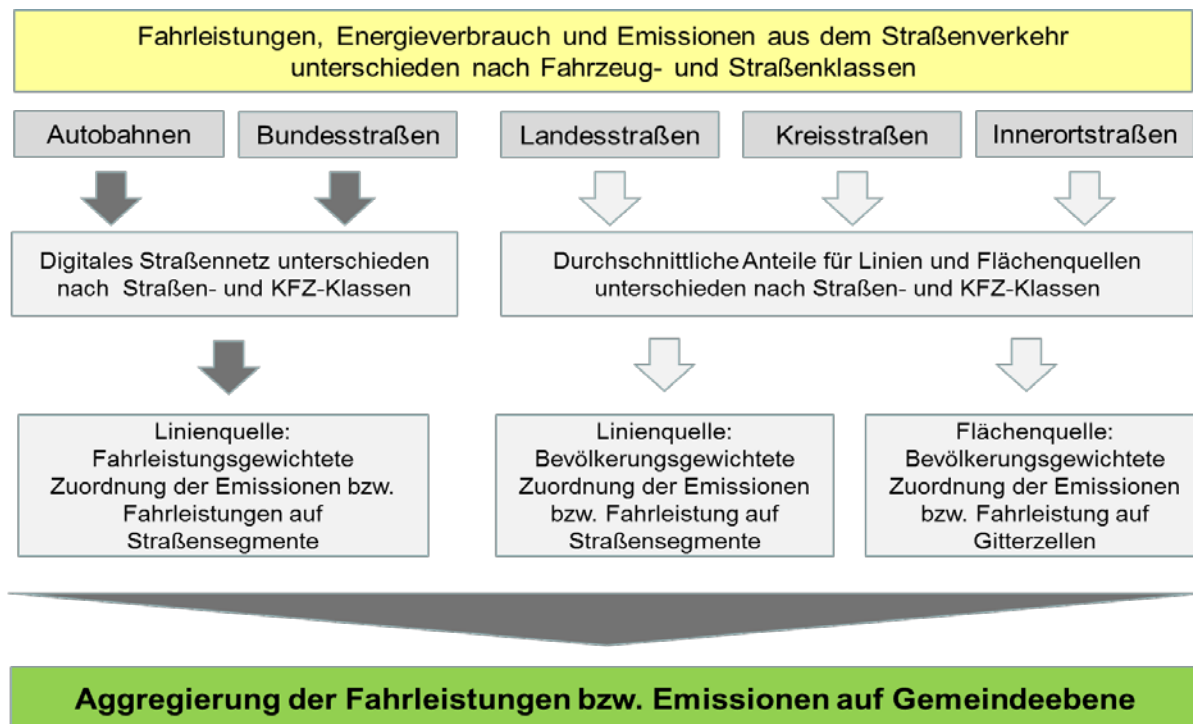 Fahrleistungen, Energieverbrauch und Emissionen aus dem Straßenverkehr
unterschieden nach Fahrzeug- und Straßenklassen
Autobahnen
Bundesstraßen
Landesstraßen
Kreisstraßen
Innerortstraßen
Digitales Straßennetz unterschieden
nach Straßen- und KFZ-Klassen
Durchschnittliche Anteile für Linien und Flächenquellen
unterschieden nach Straßen- und KFZ-Klassen
Linienquelle:
Fahrleistungsgewichtete
Zuordnung der Emissionen bzw.
Fahrleistungen auf
Straßensegmente
Linienquelle:
Bevölkerungsgewichtete
Zuordnung der Emissionen
bzw. Fahrleistung auf
Straßensegmente
Flächenquelle:
Bevölkerungsgewichtete
Zuordnung der Emissionen
bzw. Fahrleistung auf
Gitterzellen
Aggregierung der Fahrleistungen bzw. Emissionen auf Gemeindeebene